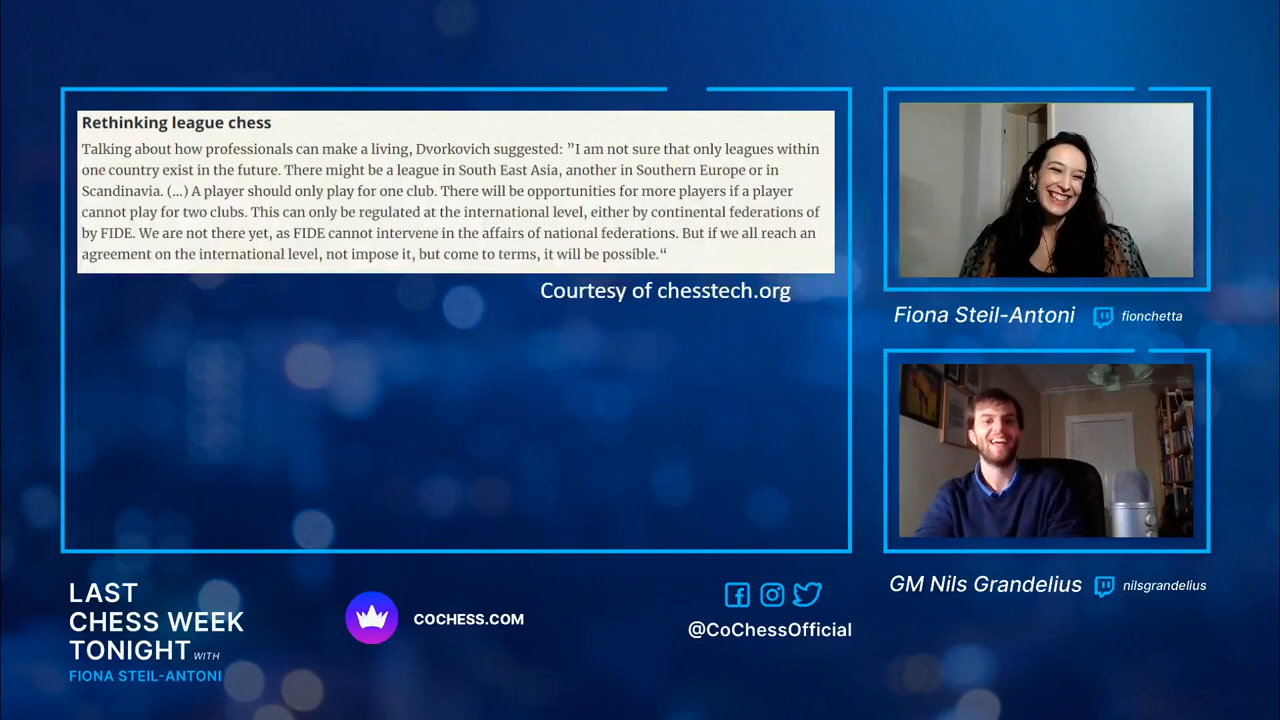 Rethinking league chess
Talking about how professionals can make a living, Dvorkovich suggested: ”I am not sure that only leagues within
one country exist in the future. There might be a league in South East Asia, another in Southern Europe or in
Scandinavia. (...) A player should only play for one club. There will be opportunities for more players if a player
cannot play for two clubs. This can only be regulated at the international level, either by continental federations of
by FIDE. We are not there yet, as FIDE cannot intervene in the affairs of national federations. But if we all reach an
agreement on the international level, not impose it, but come to terms, it will be possible.“
Courtesy of chesstech.org
Fiona Steil-Antoni
fionchetta
GM Nils Grandelius
nilsgrandelius
LAST
CHESS WEEK
TONIGHT WITH
FIONA STEIL-ANTONI
COCHESS.COM
@CoChessOfficial